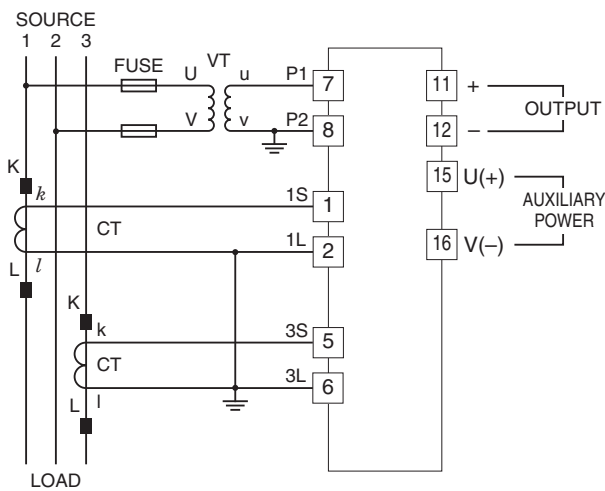 SOURCE
1 2 3
FUSE VT
U u P1 7 11 +
OUTPUT
V v P2 8 12 −
15 U(+)
K
k 1S 1
AUXILIARY
POWER
CT
L l 1L 2 16 V(−)
K
k 3S 5
CT
L l 3L 6
LOAD